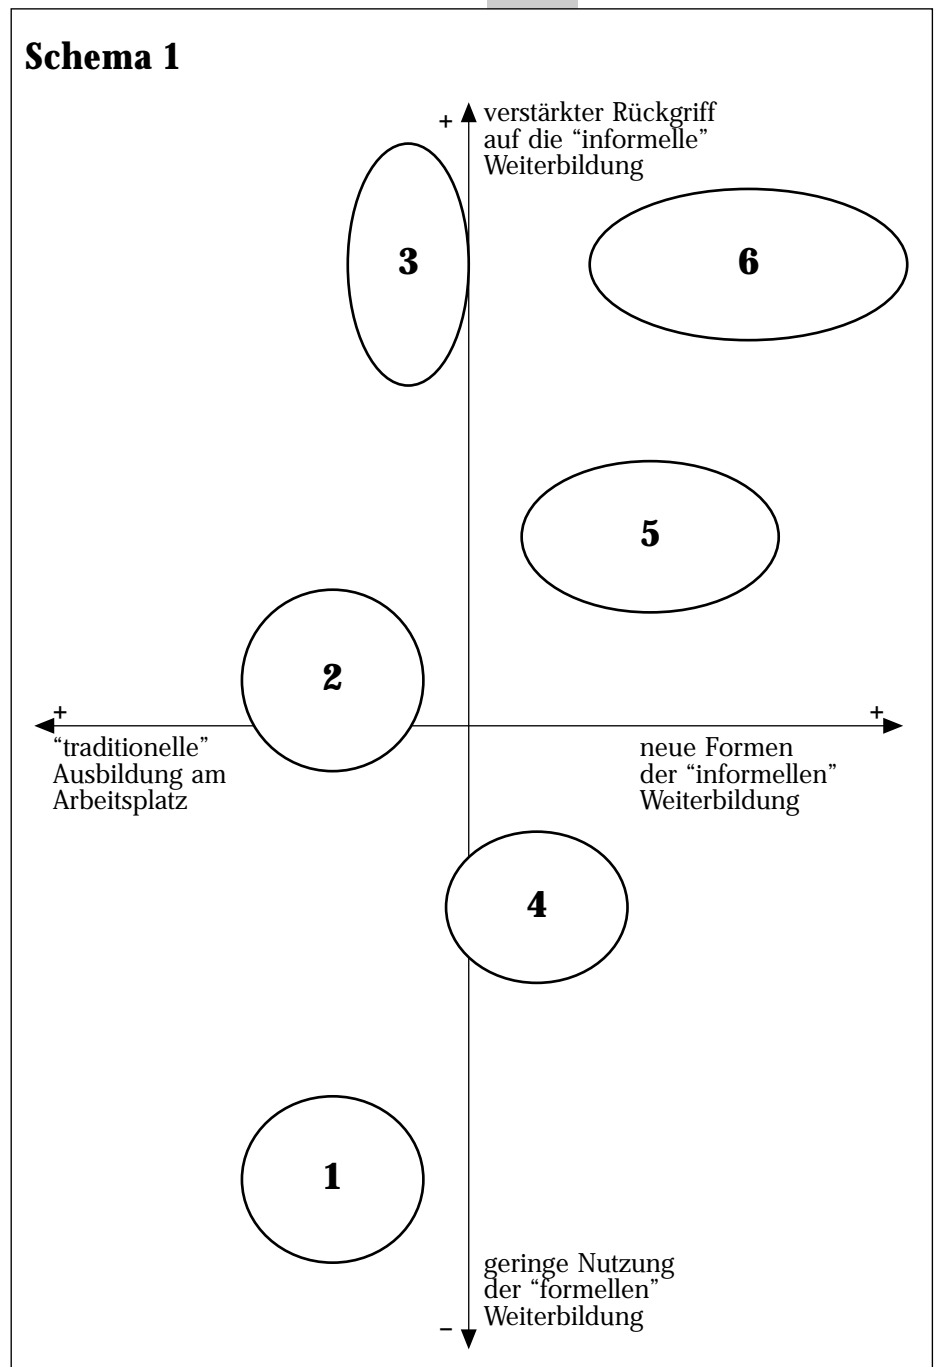 Schema 1
+
verstärkter Rückgriff
auf die “informelle”
Weiterbildung
3
6
5
2
+
+
“traditionelle”
Ausbildung am
Arbeitsplatz
neue Formen
der “informellen”
Weiterbildung
4
1
geringe Nutzung
der “formellen”
Weiterbildung
–